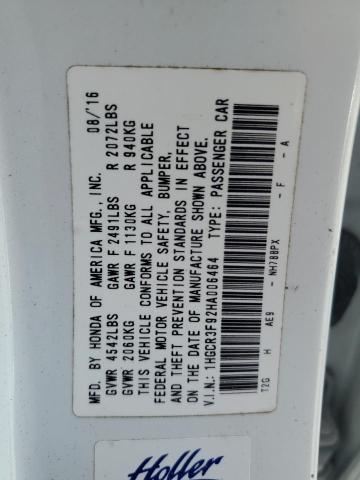 MFD. BY HONDA OF AMERICA MFG., INC. 08/'16
GVWR 4542LBS GAWR F 2491LBS R 2072LBS
GVWR 2060KG GAWR F 1130KG R 940KG
THIS VEHICLE CONFORMS TO ALL APPLICABLE
FEDERAL MOTOR VEHICLE SAFETY, BUMPER,
AND THEFT PREVENTION STANDARDS IN EFFECT
ON THE DATE OF MANUFACTURE SHOWN ABOVE.
V.I.N.: 1HGCR3F92HA006464 TYPE: PASSENGER CAR
T2G H AE9 - NH788PX - F - A
Holler